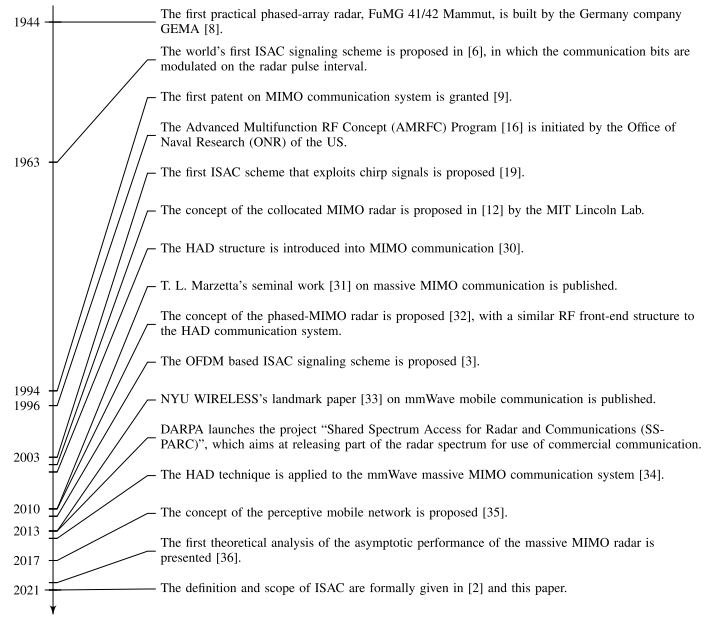 1944
The first practical phased-array radar, FuMG 41/42 Mammut, is built by the Germany company
GEMA [8].
The world's first ISAC signaling scheme is proposed in [6], in which the communication bits are
modulated on the radar pulse interval.
The first patent on MIMO communication system is granted [9].
The Advanced Multifunction RF Concept (AMRFC) Program [16] is initiated by the Office of
Naval Research (ONR) of the US.
1963
The first ISAC scheme that exploits chirp signals is proposed [19].
The concept of the collocated MIMO radar is proposed in [12] by the MIT Lincoln Lab.
The HAD structure is introduced into MIMO communication [30].
T. L. Marzetta's seminal work [31] on massive MIMO communication is published.
The concept of the phased-MIMO radar is proposed [32], with a similar RF front-end structure to
the HAD communication system.
The OFDM based ISAC signaling scheme is proposed [3].
1994
NYU WIRELESS's landmark paper [33] on mmWave mobile communication is published.
1996
DARPA launches the project “Shared Spectrum Access for Radar and Communications (SS-
PARC)”, which aims at releasing part of the radar spectrum for use of commercial communication.
2003
The HAD technique is applied to the mmWave massive MIMO communication system [34].
2010
The concept of the perceptive mobile network is proposed [35].
2013
The first theoretical analysis of the asymptotic performance of the massive MIMO radar is
presented [36].
2017
The definition and scope of ISAC are formally given in [2] and this paper.
2021